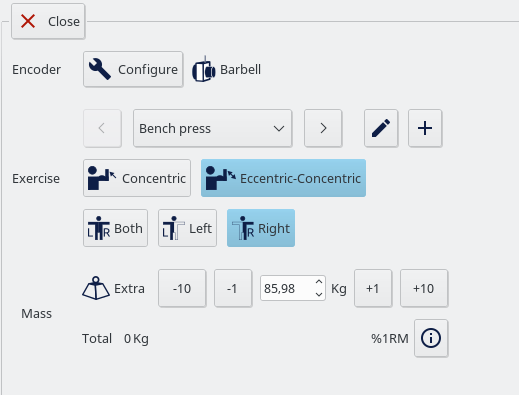 Close
Encoder Configure Barbell
Bench press
Exercise Concentric Eccentric-Concentric
L R Both L Left R Right
Extra -10 -1 85,98 Kg +1 +10
Mass
Total 0 Kg %1RM